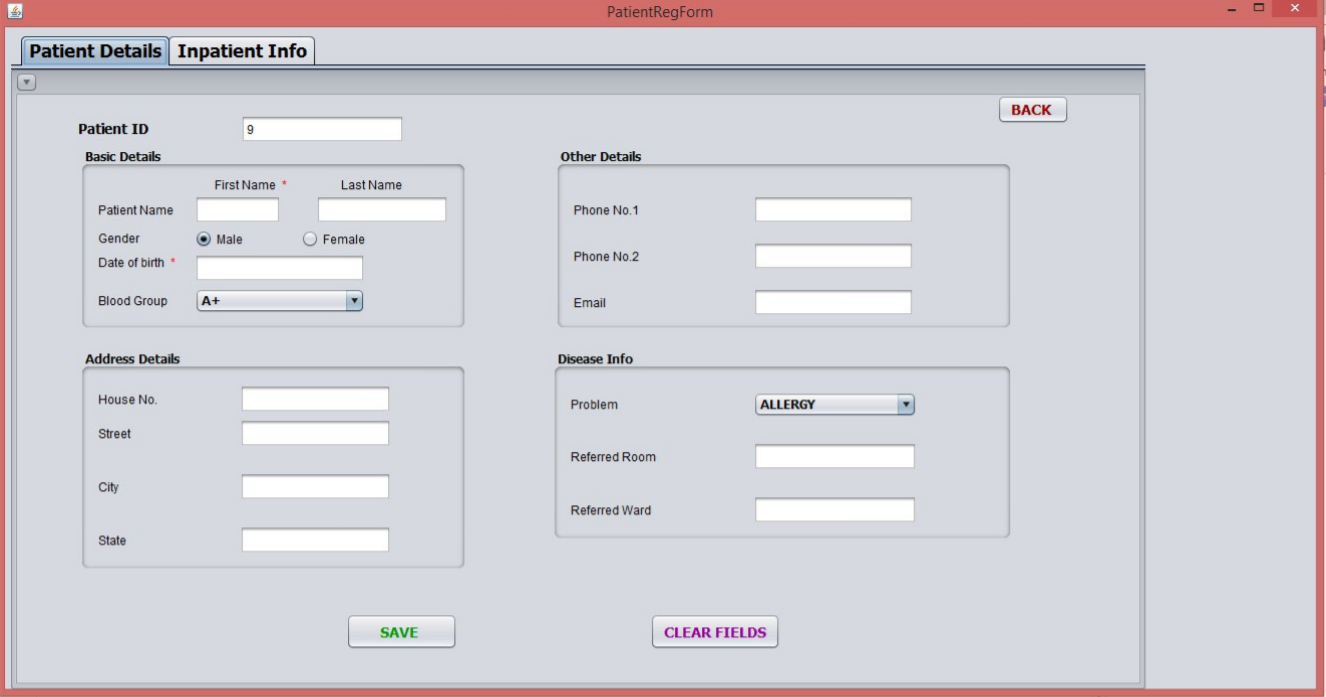 PatientRegForm
Patient Details Inpatient Info
BACK
Patient ID 9
Basic Details
First Name * Last Name
Patient Name
Gender Male Female
Date of birth *
Blood Group A+
Other Details
Phone No.1
Phone No.2
Email
Address Details
House No.
Street
City
State
Disease Info
Problem ALLERGY
Referred Room
Referred Ward
SAVE CLEAR FIELDS